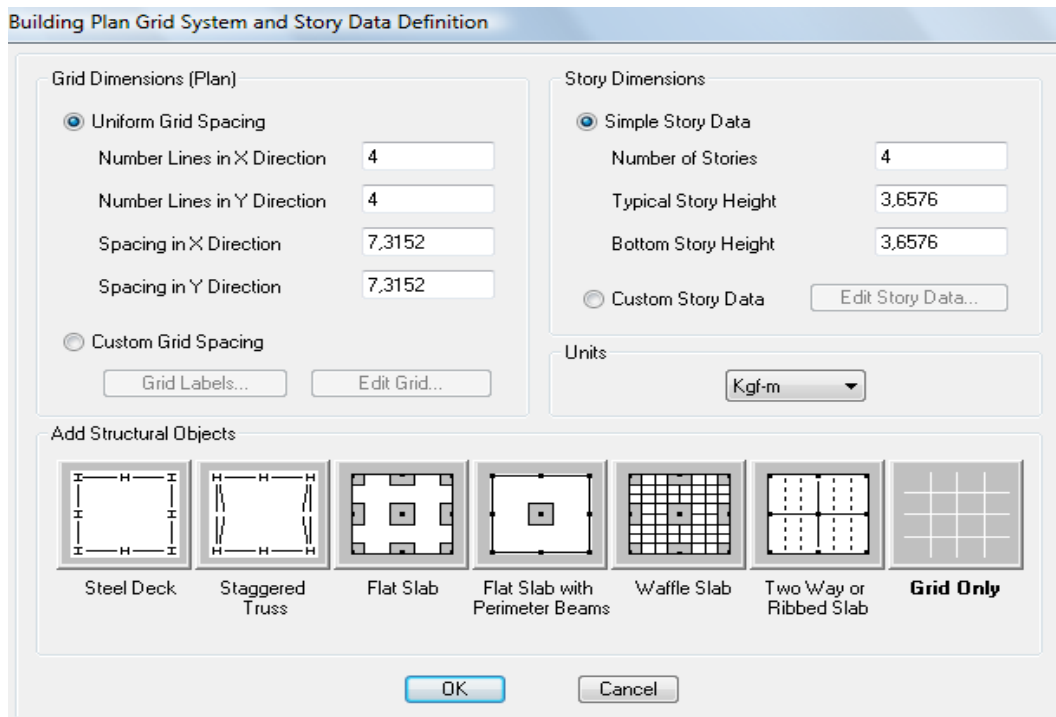 Building Plan Grid System and Story Data Definition
Grid Dimensions (Plan)
Uniform Grid Spacing
Number Lines in X Direction 4
Number Lines in Y Direction 4
Spacing in X Direction 7,3152
Spacing in Y Direction 7,3152
Custom Grid Spacing
Grid Labels... Edit Grid...
Story Dimensions
Simple Story Data
Number of Stories 4
Typical Story Height 3,6576
Bottom Story Height 3,6576
Custom Story Data Edit Story Data...
Units
Kgf-m
Add Structural Objects
Steel Deck
Staggered
Truss
Flat Slab
Flat Slab with
Perimeter Beams
Waffle Slab
Two Way or
Ribbed Slab
Grid Only
OK Cancel